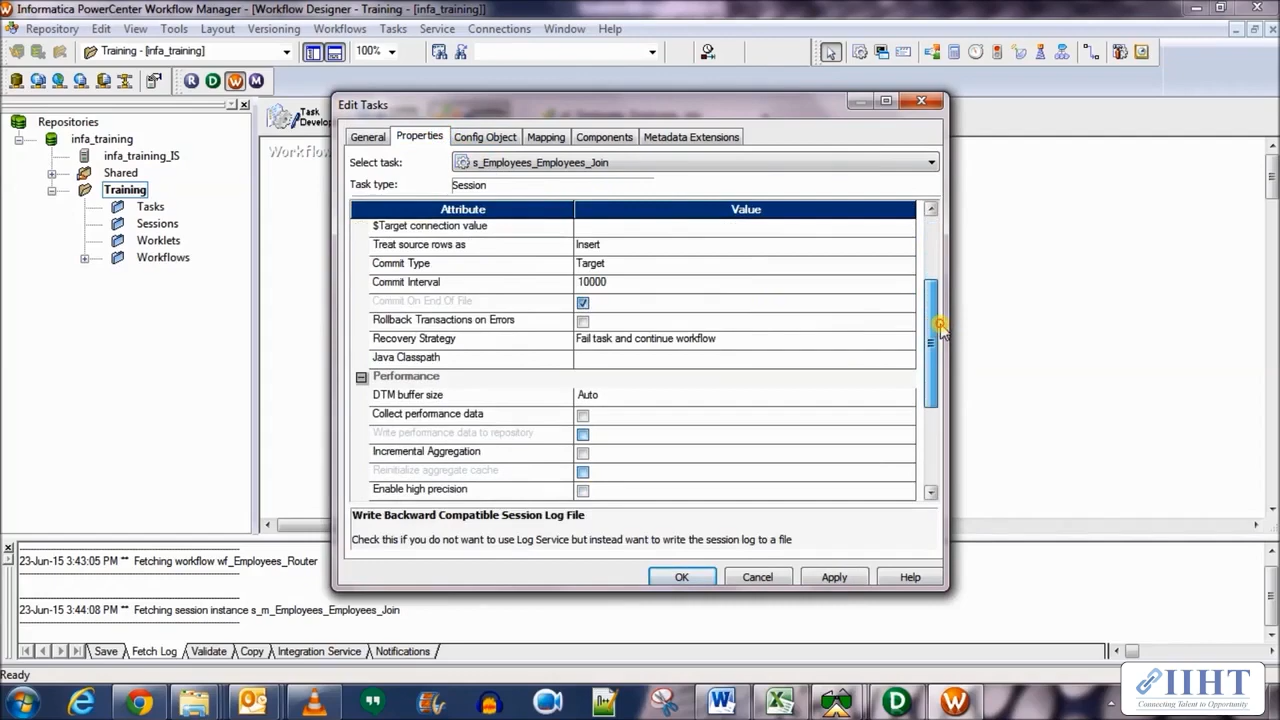 Informatica PowerCenter Workflow Manager - [Workflow Designer - Training - [infa_training]]
Repository Edit View Tools Layout Versioning Workflows Tasks Service Connections Window Help
Training - [infa_training] 100%
R D W M
Edit Tasks
Repositories
infa_training
infa_training_IS
Shared
Training
Tasks
Sessions
Worklets
Workflows
Task
Develo
Workflo
General Properties Config Object Mapping Components Metadata Extensions
Select task: s_Employees_Employees_Join
Task type: Session
Attribute Value
$Target connection value
Treat source rows as Insert
Commit Type Target
Commit Interval 10000
Commit On End Of File
Rollback Transactions on Errors
Recovery Strategy Fail task and continue workflow
Java Classpath
Performance
DTM buffer size Auto
Collect performance data
Write performance data to repository
Incremental Aggregation
Reinitialize aggregate cache
Enable high precision
Write Backward Compatible Session Log File
Check this if you do not want to use Log Service but instead want to write the session log to a file
OK Cancel Apply Help
23-Jun-15 3:43:05 PM ** Fetching workflow wf_Employees_Router
23-Jun-15 3:44:08 PM ** Fetching session instance s_m_Employees_Employees_Join
Save Fetch Log Validate Copy Integration Service Notifications
Ready
IIHT
Connecting Talent to Opportunity